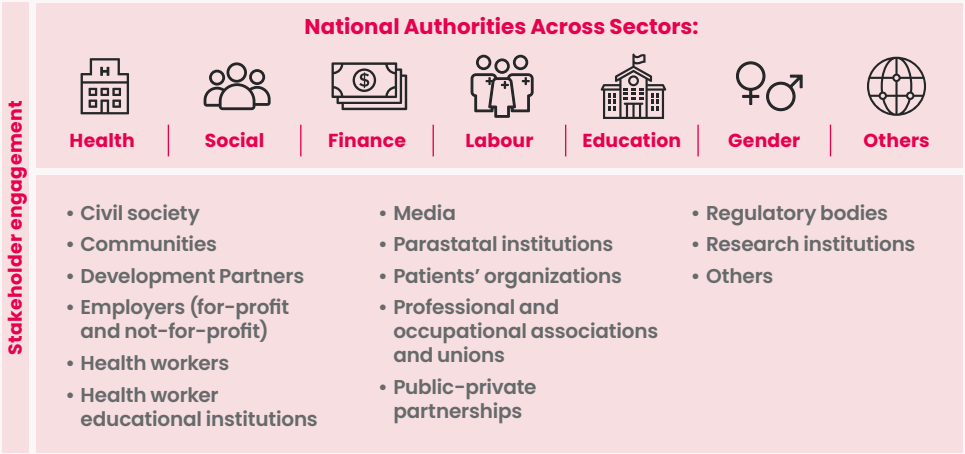 Stakeholder engagement
National Authorities Across Sectors:
H
$
Health
Social
Finance
Labour
Education
Gender
Others
• Civil society
• Communities
• Development Partners
• Employers (for-profit
and not-for-profit)
• Health workers
• Health worker
educational institutions
• Media
• Parastatal institutions
• Patients’ organizations
• Professional and
occupational associations
and unions
• Public-private
partnerships
• Regulatory bodies
• Research institutions
• Others